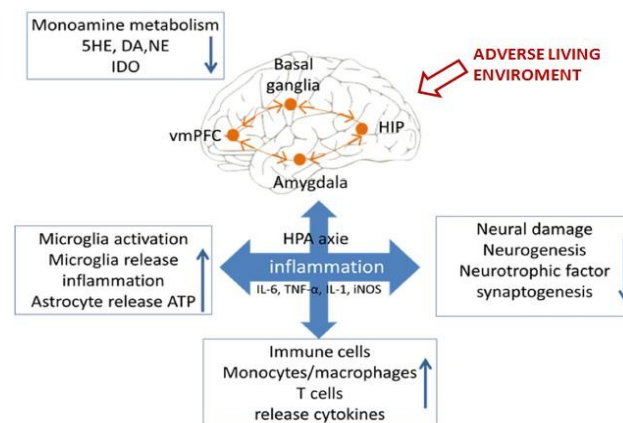 Monoamine metabolism
5HE, DA,NE
IDO
ADVERSE LIVING
ENVIROMENT
Basal
ganglia
vmPFC
HIP
Amygdala
Microglia activation
Microglia release
inflammation
Astrocyte release ATP
HPA axie
inflammation
IL-6, TNF-α, IL-1, iNOS
Neural damage
Neurogenesis
Neurotrophic factor
synaptogenesis
Immune cells
Monocytes/macrophages
T cells
release cytokines